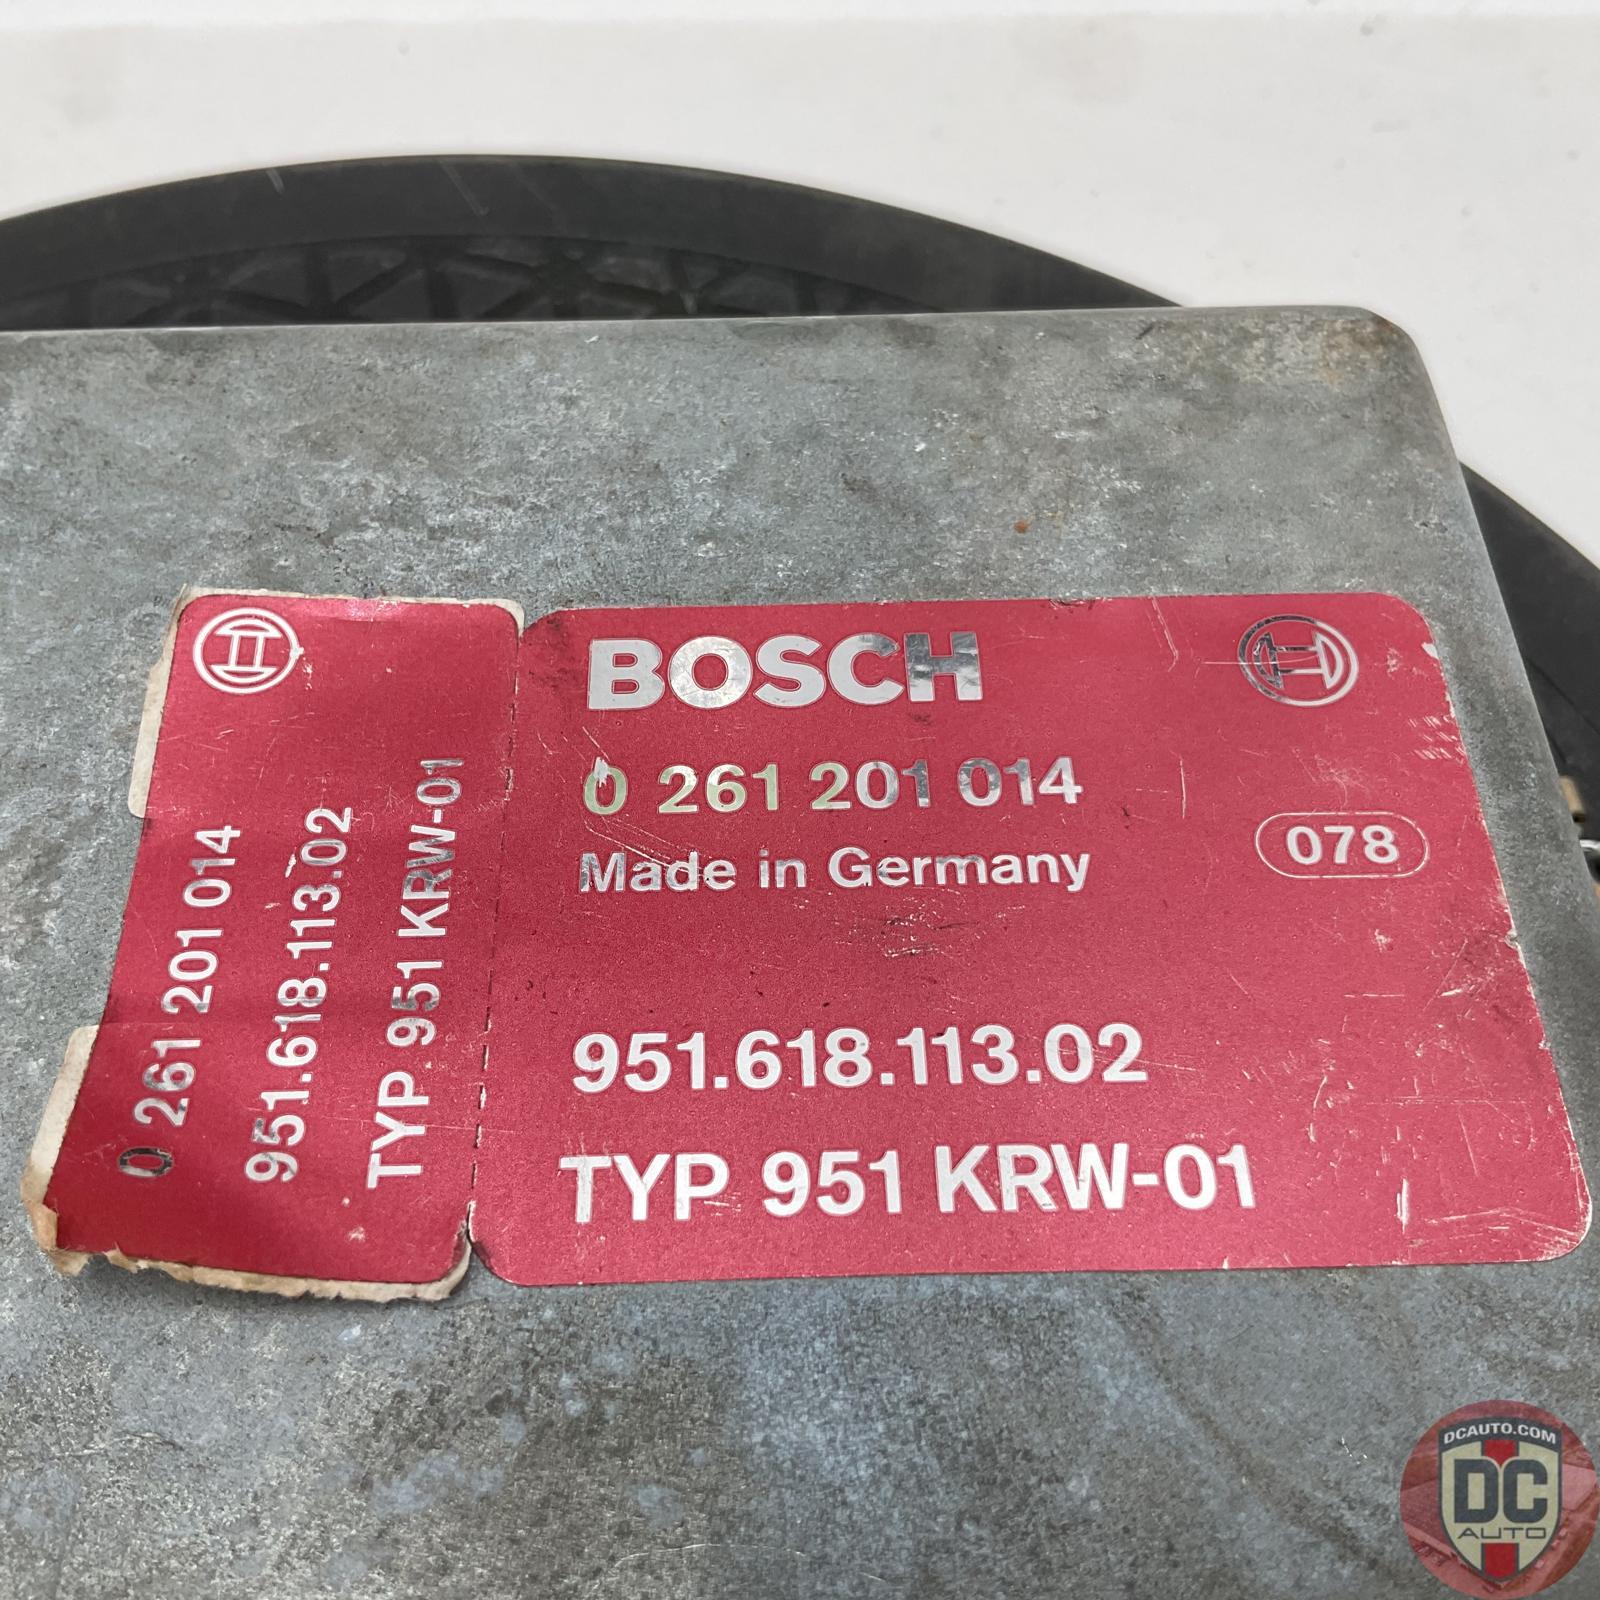 0 261 201 014
951.618.113.02
TYP 951 KRW-01
BOSCH
0 261 201 014
Made in Germany
078
951.618.113.02
TYP 951 KRW-01
DCAUTO.COM
DC
AUTO